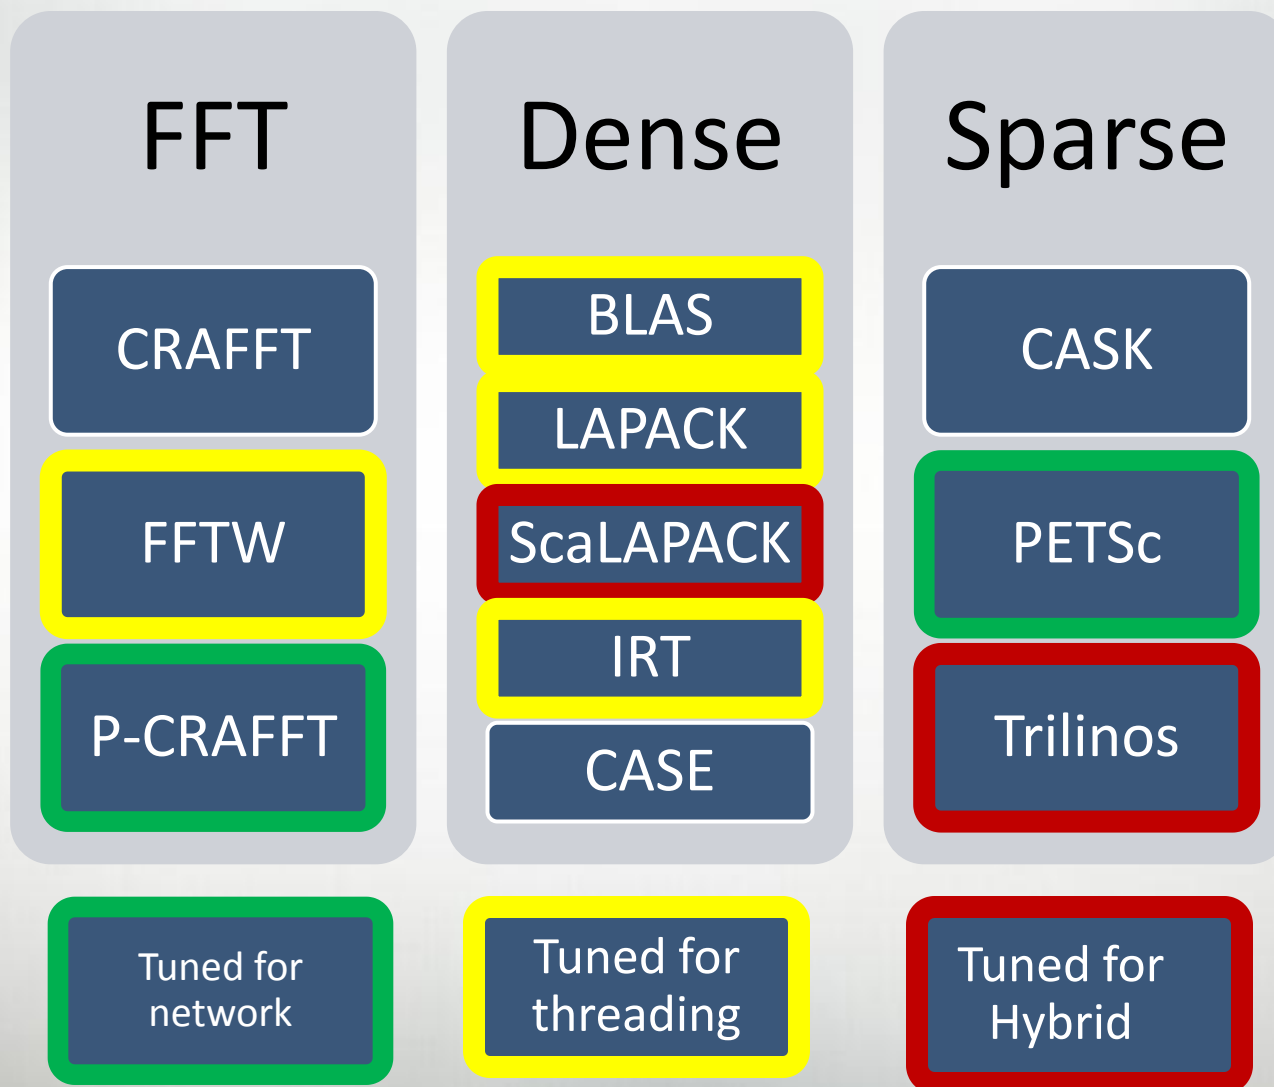 FFT
CRAFFT
FFTW
P-CRAFFT
Dense
BLAS
LAPACK
ScaLAPACK
IRT
CASE
Sparse
CASK
PETSc
Trilinos
Tuned for
network
Tuned for
threading
Tuned for
Hybrid